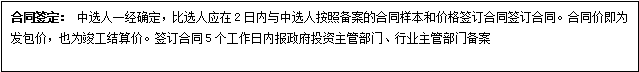 合同签定： 中选人一经确定，比选人应在 2 日内与中选人按照备案的合同样本和价格签订合同签订合同。合同价即为
发包价，也为竣工结算价。签订合同 5 个工作日内报政府投资主管部门、行业主管部门备案